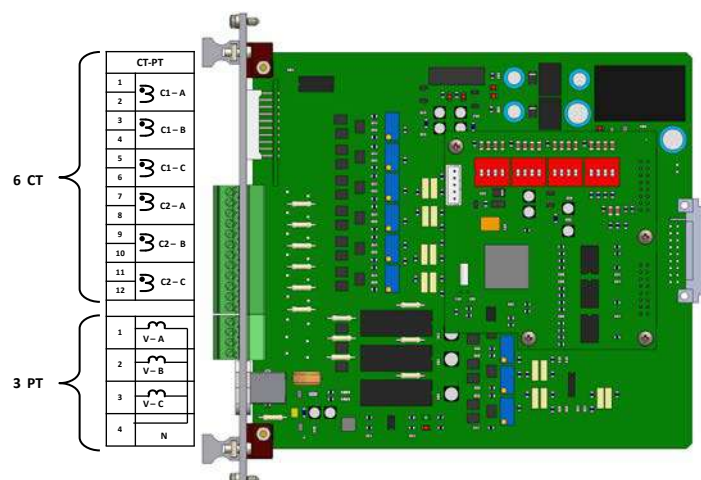 CT-PT
1
C1 – A
2
3
C1 – B
4
5
C1 – C
6
6 CT
7
C2 – A
8
9
C2 – B
10
11
C2 – C
12
1
V – A
2
V – B
3 PT
3
V – C
4
N